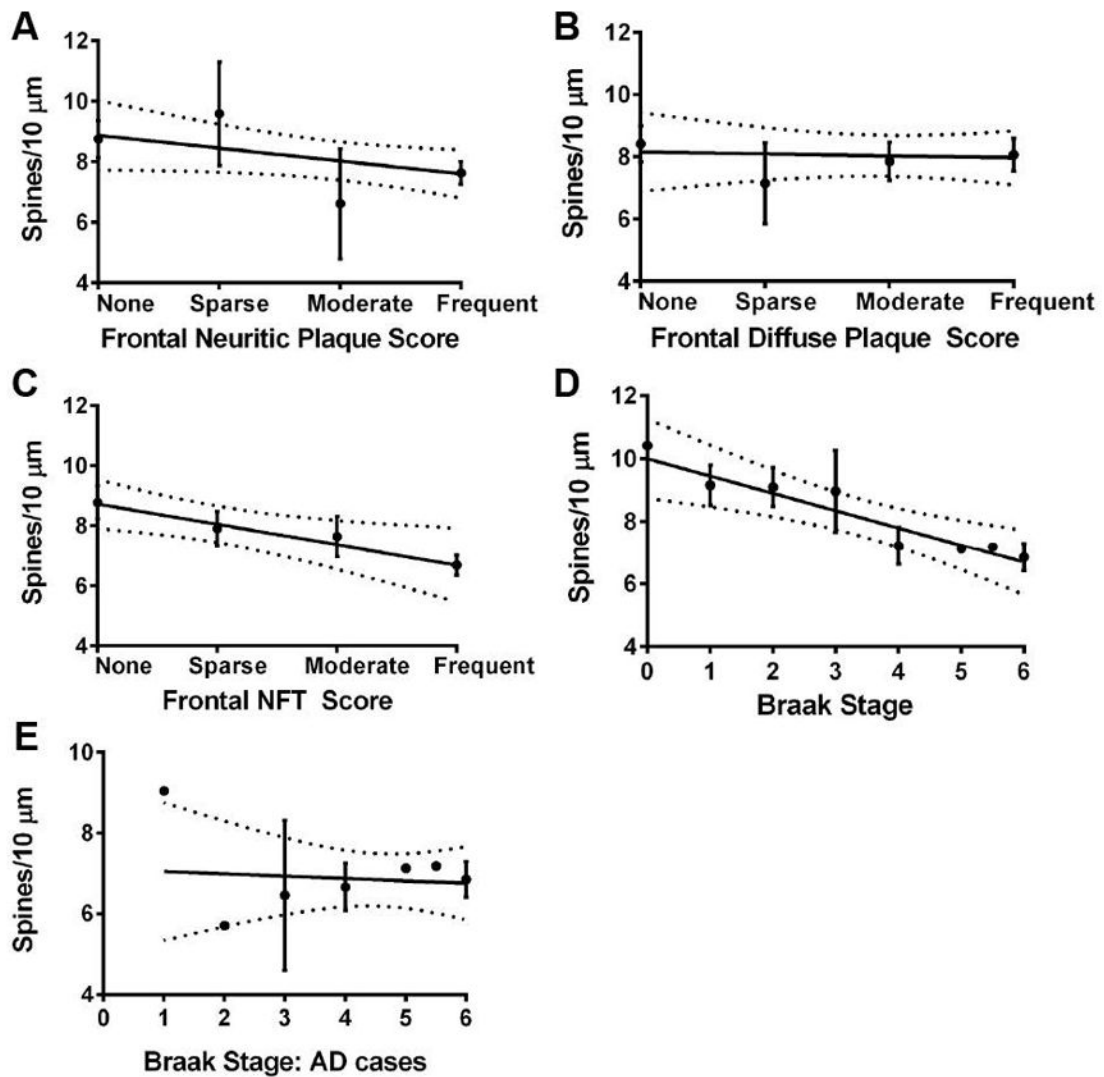 A
B
12
10
8
6
4
Spines/10 μm
None Sparse Moderate Frequent
Frontal Neuritic Plaque Score
12
10
8
6
4
Spines/10 μm
None Sparse Moderate Frequent
Frontal Diffuse Plaque Score
C
D
12
10
8
6
4
Spines/10 μm
None Sparse Moderate Frequent
Frontal NFT Score
12
10
8
6
4
Spines/10 μm
0 1 2 3 4 5 6
Braak Stage
E
10
8
6
4
Spines/10 μm
0 1 2 3 4 5 6
Braak Stage: AD cases